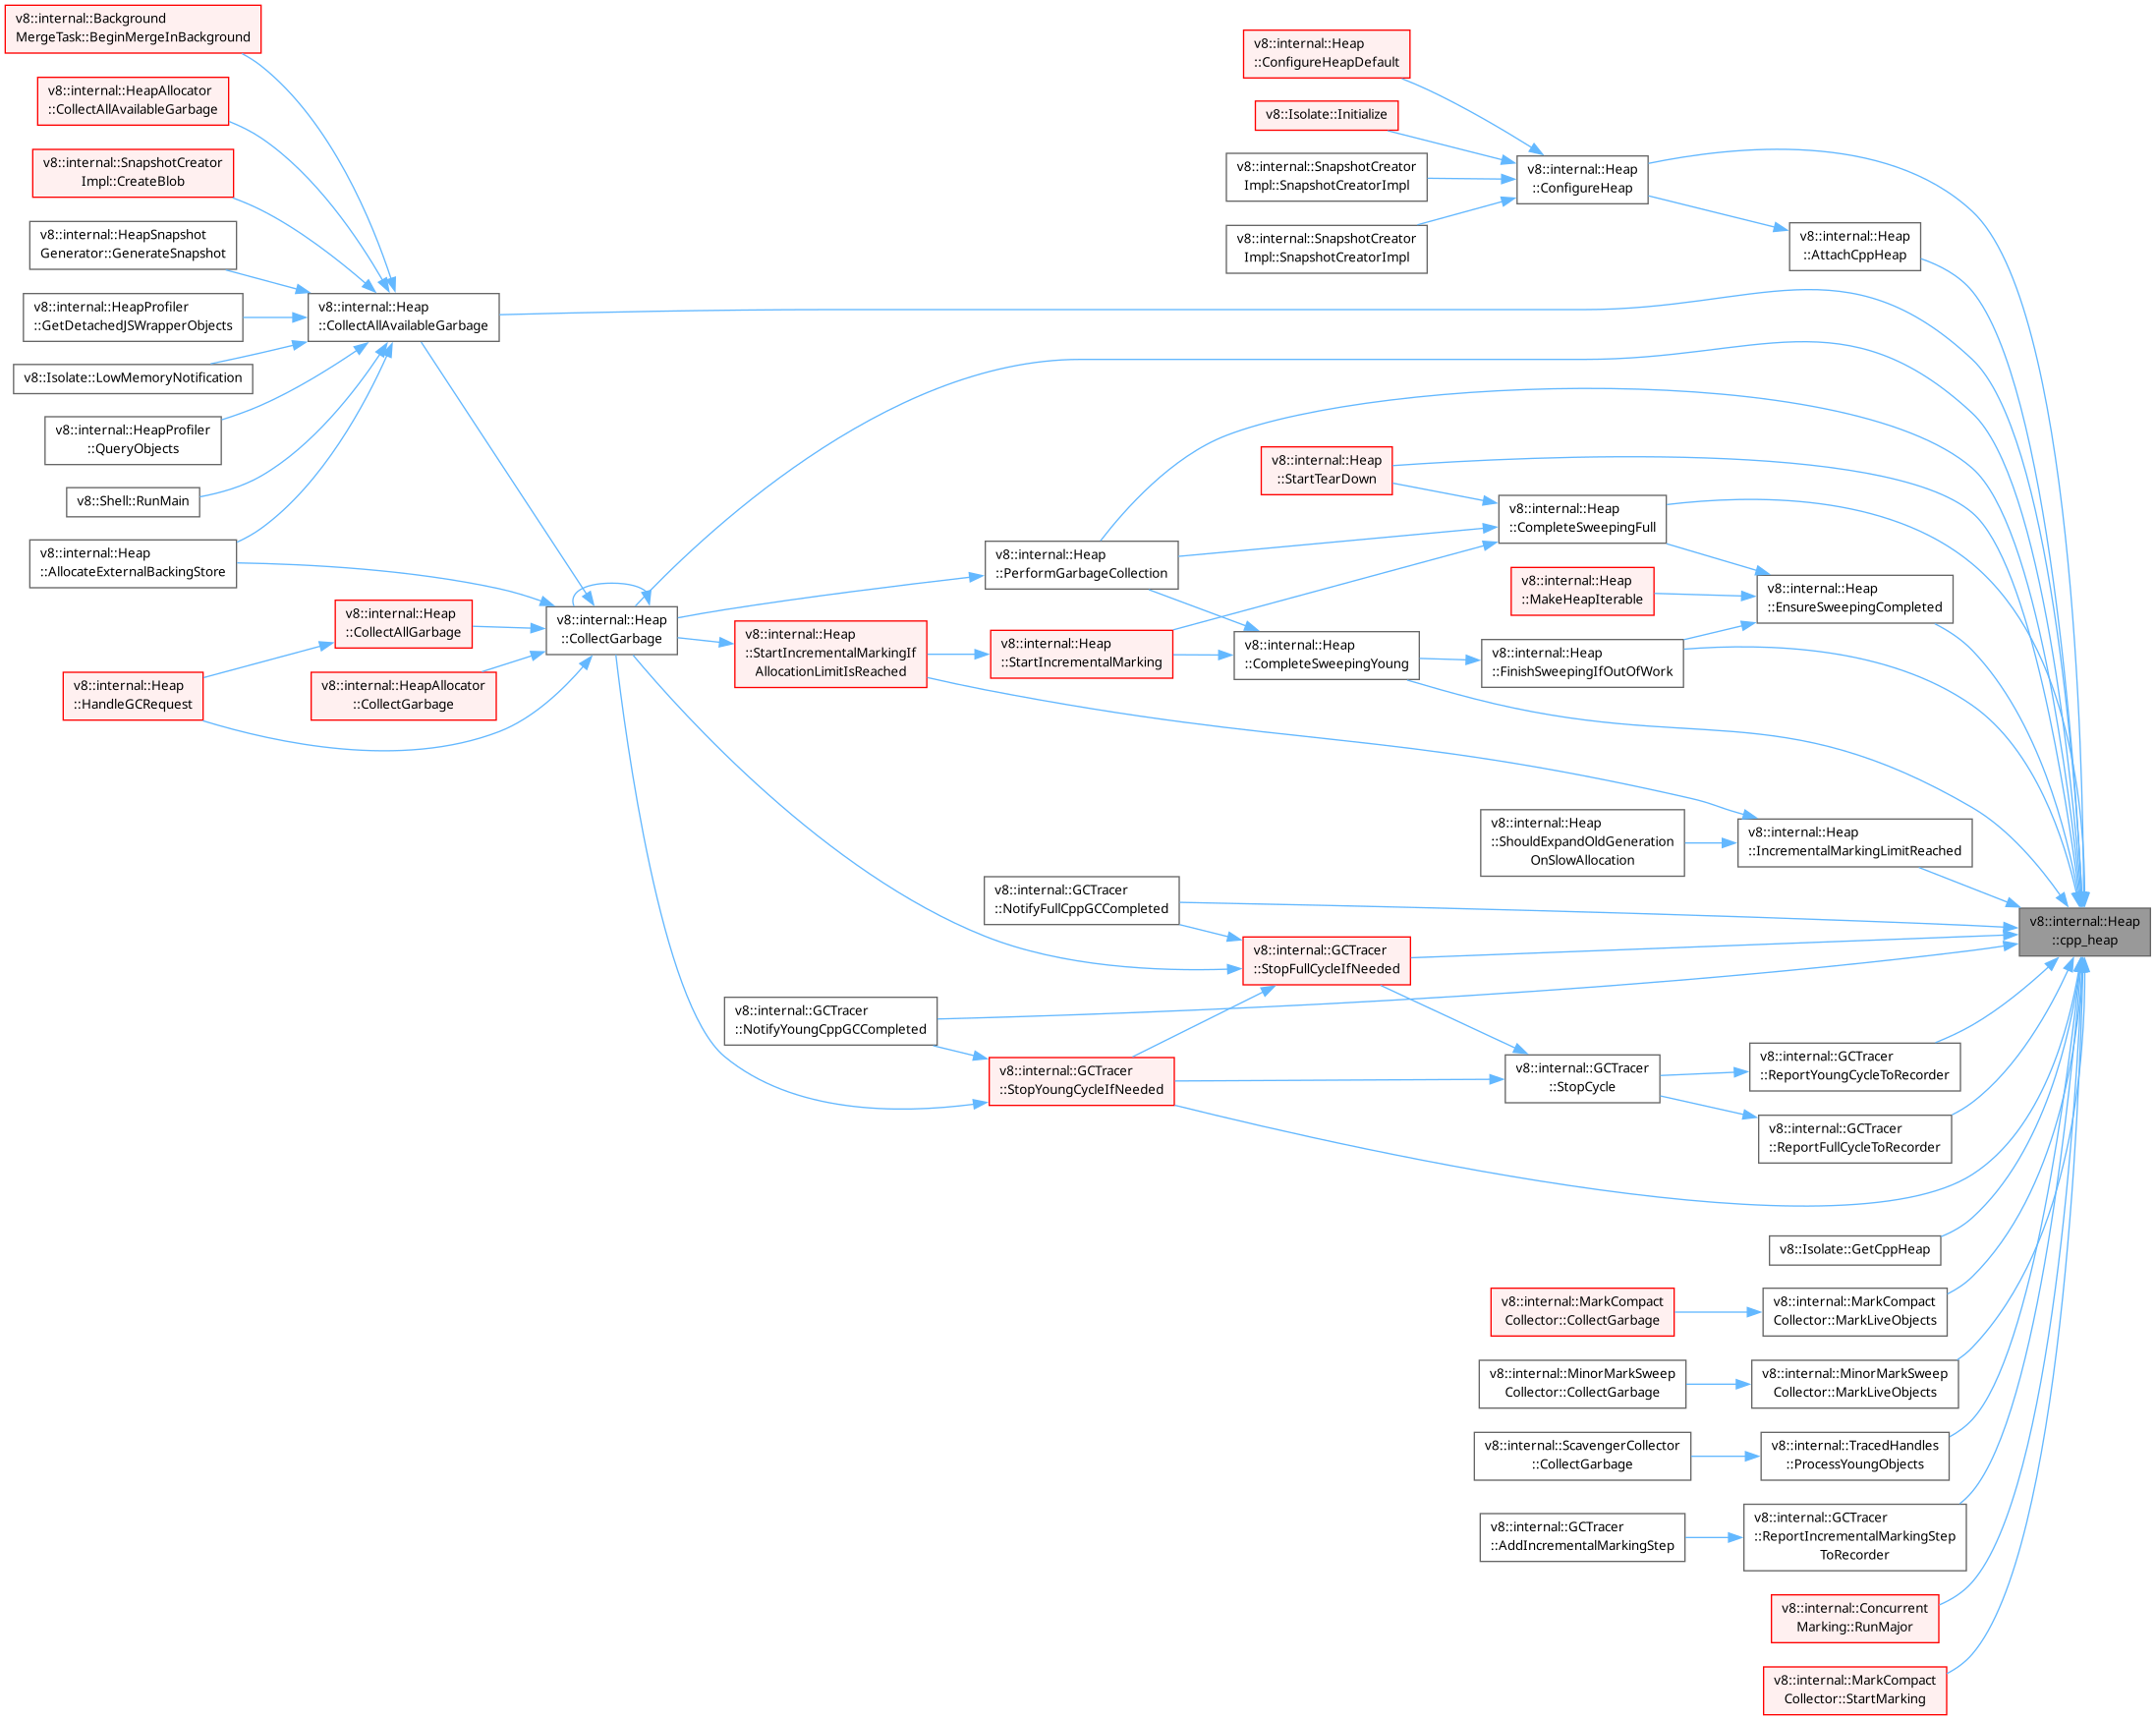 v8::internal::Background
MergeTask::BeginMergeInBackground
v8::internal::HeapAllocator
::CollectAllAvailableGarbage
v8::internal::SnapshotCreator
Impl::CreateBlob
v8::internal::HeapSnapshot
Generator::GenerateSnapshot
v8::internal::HeapProfiler
::GetDetachedJSWrapperObjects
v8::Isolate::LowMemoryNotification
v8::internal::HeapProfiler
::QueryObjects
v8::Shell::RunMain
v8::internal::Heap
::AllocateExternalBackingStore
v8::internal::Heap
::HandleGCRequest
v8::internal::Heap
::CollectAllAvailableGarbage
v8::internal::Heap
::CollectAllGarbage
v8::internal::HeapAllocator
::CollectGarbage
v8::internal::Heap
::CollectGarbage
v8::internal::Heap
::StartIncrementalMarkingIf
AllocationLimitIsReached
v8::internal::GCTracer
::NotifyYoungCppGCCompleted
v8::internal::Heap
::PerformGarbageCollection
v8::internal::Heap
::StartIncrementalMarking
v8::internal::GCTracer
::NotifyFullCppGCCompleted
v8::internal::GCTracer
::StopYoungCycleIfNeeded
v8::internal::Heap
::ConfigureHeapDefault
v8::Isolate::Initialize
v8::internal::SnapshotCreator
Impl::SnapshotCreatorImpl
v8::internal::SnapshotCreator
Impl::SnapshotCreatorImpl
v8::internal::Heap
::StartTearDown
v8::internal::Heap
::CompleteSweepingYoung
v8::internal::GCTracer
::StopFullCycleIfNeeded
v8::internal::Heap
::ConfigureHeap
v8::internal::Heap
::CompleteSweepingFull
v8::internal::Heap
::MakeHeapIterable
v8::internal::Heap
::FinishSweepingIfOutOfWork
v8::internal::Heap
::ShouldExpandOldGeneration
OnSlowAllocation
v8::internal::GCTracer
::StopCycle
v8::internal::MarkCompact
Collector::CollectGarbage
v8::internal::MinorMarkSweep
Collector::CollectGarbage
v8::internal::ScavengerCollector
::CollectGarbage
v8::internal::GCTracer
::AddIncrementalMarkingStep
v8::internal::Heap
::AttachCppHeap
v8::internal::Heap
::EnsureSweepingCompleted
v8::internal::Heap
::IncrementalMarkingLimitReached
v8::internal::GCTracer
::ReportYoungCycleToRecorder
v8::internal::GCTracer
::ReportFullCycleToRecorder
v8::Isolate::GetCppHeap
v8::internal::MarkCompact
Collector::MarkLiveObjects
v8::internal::MinorMarkSweep
Collector::MarkLiveObjects
v8::internal::TracedHandles
::ProcessYoungObjects
v8::internal::GCTracer
::ReportIncrementalMarkingStep
ToRecorder
v8::internal::Concurrent
Marking::RunMajor
v8::internal::MarkCompact
Collector::StartMarking
v8::internal::Heap
::cpp_heap